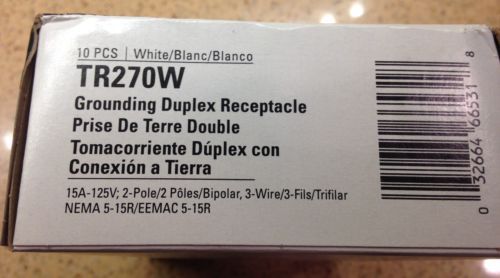 10 PCS | White/Blanc/Blanco
TR270W
Grounding Duplex Receptacle
Prise De Terre Double
Tomacorriente Dúplex con
Conexión a Tierra
15A-125V; 2-Pole/2 Pôles/Bipolar, 3-Wire/3-Fils/Trifilar
NEMA 5-15R/EEMAC 5-15R
0 32664 66531 8